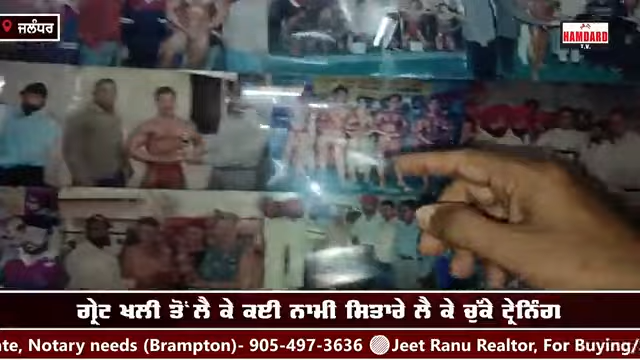 ਜਲੰਧਰ
HAMDARD
T.V.
ਗ੍ਰੇਟ ਖਲੀ ਤੋਂ ਲੈ ਕੇ ਕਈ ਨਾਮੀ ਸਿਤਾਰੇ ਲੈ ਕੇ ਚੁੱਕੇ ਟ੍ਰੇਨਿੰਗ
ate, Notary needs (Brampton)- 905-497-3636 Jeet Ranu Realtor, For Buying/